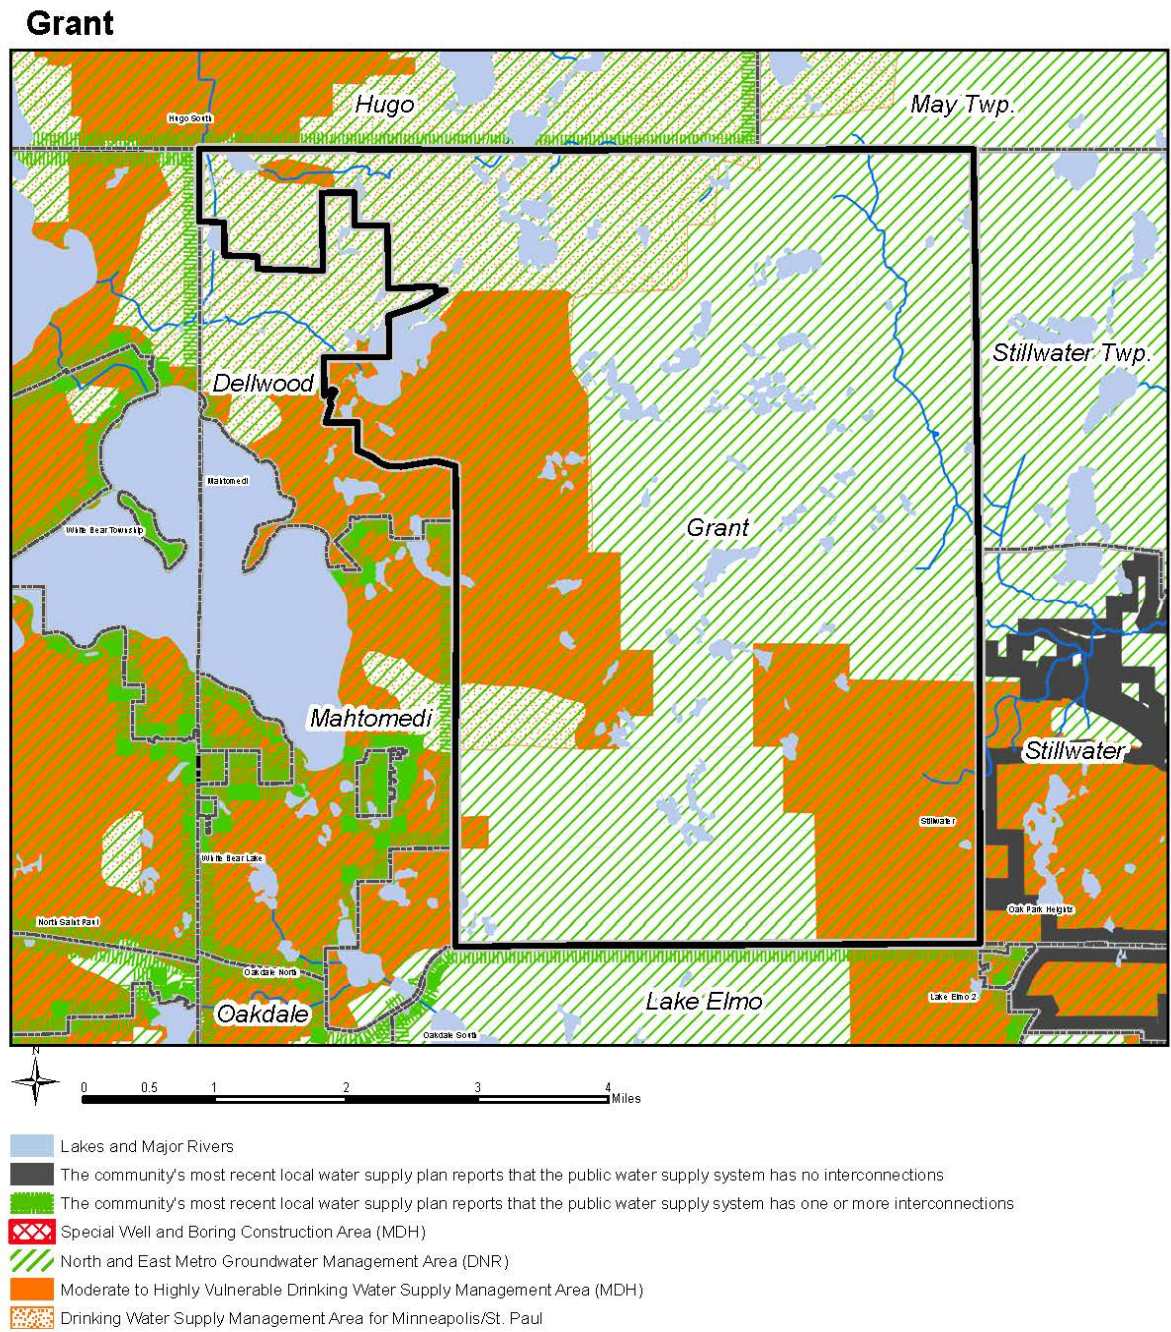 Grant
Hugo
May Twp.
Hugo South
Stillwater Twp.
Dellwood
Mahtomedi
White Bear Township
Grant
Mahtomedi
Stillwater
Stillwater
White Bear Lake
Oak Park Heights
North Saint Paul
Oakdale North
Lake Elmo 2
Lake Elmo
Oakdale
Oakdale South
N
0 0.5 1 2 3 4
Miles
Lakes and Major Rivers
The community's most recent local water supply plan reports that the public water supply system has no interconnections
The community's most recent local water supply plan reports that the public water supply system has one or more interconnections
Special Well and Boring Construction Area (MDH)
North and East Metro Groundwater Management Area (DNR)
Moderate to Highly Vulnerable Drinking Water Supply Management Area (MDH)
Drinking Water Supply Management Area for Minneapolis/St. Paul